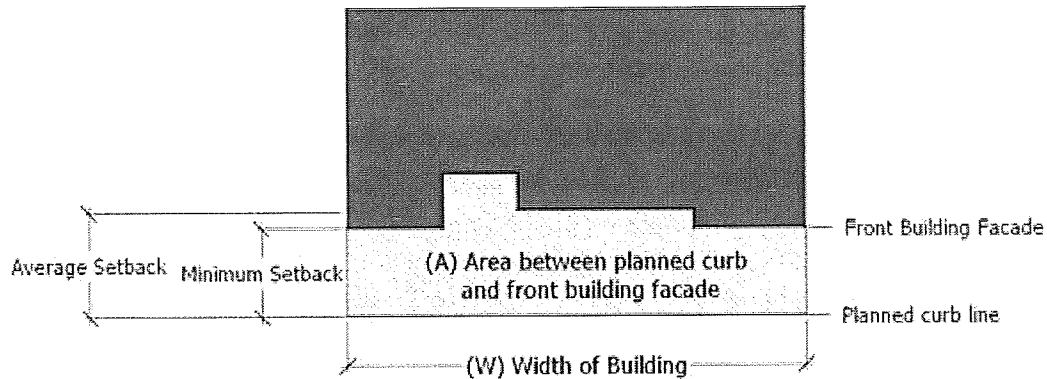 Front Building Facade
Average Setback
Minimum Setback
(A) Area between planned curb
and front building facade
Planned curb line
(W) Width of Building